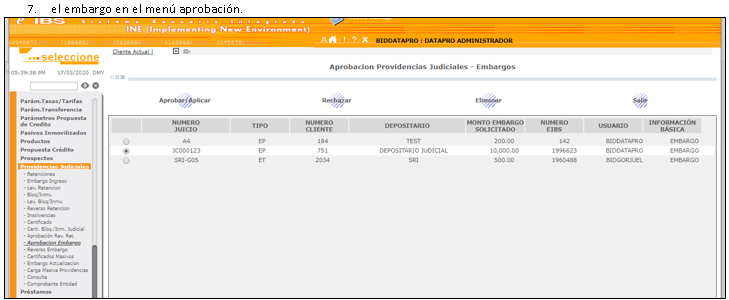 7. el embargo en el menú aprobación.
e IBS Sistema Bancario Integrado
INE (Implementing New Environment)
BIDDATAPRO : DATAPRO ADMINISTRADOR
...seleccione
Cliente Actual | ID:
05:39:38 PM 17/03/2020 DMY
Aprobacion Providencias Judiciales - Embargos
Aprobar/Aplicar Rechazar Eliminar Salir
Parám.Tasas/Tarifas
Parám.Transferencia
Parámetros Propuesta
de Credito
Pasivos Inmovilizados
Productos
Propuesta Crédito
Prospectos
Providencias Judiciales
- Retenciones
- Embargo Ingreso
- Lev. Retencion
- Bloq/Inmv.
- Lev. Bloq/Inmv.
- Reverso Retencion
- Insolvencias
- Certificado
- Certi. Bloq./Inm. Judicial
- Aprobación Rev. Ret.
- Aprobacion Embargo
- Reverso Embargo
- Certificados Masivos
- Embargo Actualizacion
- Carga Masiva Providencias
- Consulta
- Comprobante Entidad
Préstamos
NUMERO JUICIO TIPO NUMERO CLIENTE DEPOSITARIO MONTO EMBARGO SOLICITADO NUMERO EIBS USUARIO INFORMACIÓN BÁSICA
A4 EP 184 TEST 200.00 142 BIDDATAPRO EMBARGO
JC000123 EP 751 DEPOSITARIO JUDICIAL 10,000.00 1996623 BIDDATAPRO EMBARGO
SRI-G05 ET 2034 SRI 500.00 1960488 BIDGORJUEL EMBARGO